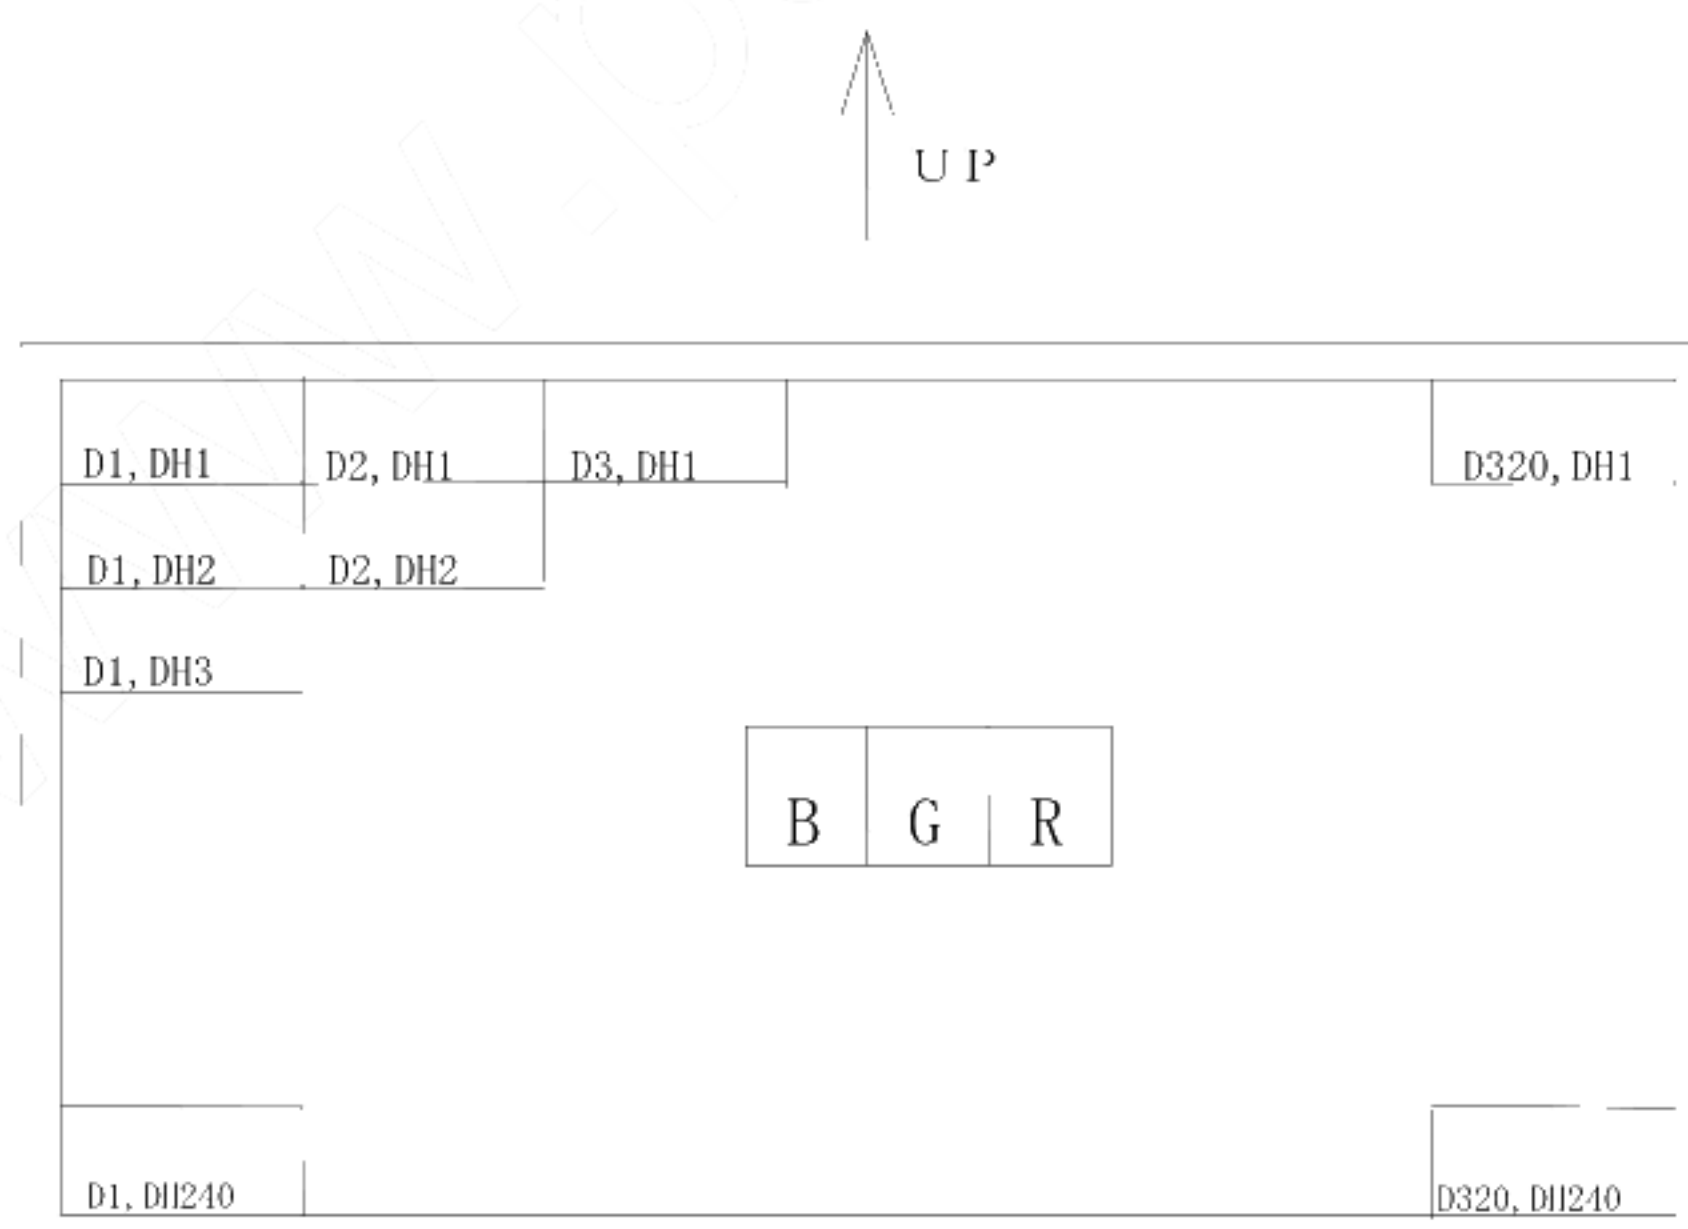 UP
D1,DH1 D2,DH1 D3,DH1 D320,DH1
D1,DH2 D2,DH2
D1,DH3
B G R
D1,DH240 D320,DH240